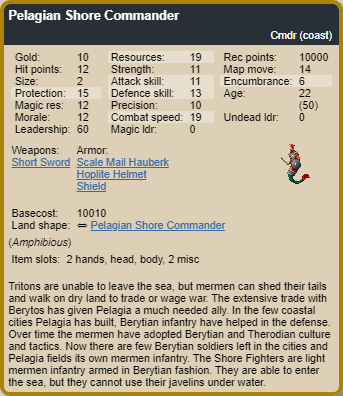 Pelagian Shore Commander
Cmdr (coast)
Gold: 10 Resources: 19 Rec points: 10000
Hit points: 12 Strength: 11 Map move: 14
Size: 2 Attack skill: 11 Encumbrance: 6
Protection: 15 Defence skill: 13 Age: 22
Magic res: 12 Precision: 10 (50)
Morale: 12 Combat speed: 19 Undead ldr: 0
Leadership: 60 Magic ldr: 0
Weapons: Armor:
Short Sword Scale Mail Hauberk
Hoplite Helmet
Shield
Basecost: 10010
Land shape: ⇔ Pelagian Shore Commander
(Amphibious)
Item slots: 2 hands, head, body, 2 misc
Tritons are unable to leave the sea, but mermen can shed their tails
and walk on dry land to trade or wage war. The extensive trade with
Berytos has given Pelagia a much needed ally. In the few coastal
cities Pelagia has built, Berytian infantry have helped in the defense.
Over time the mermen have adopted Berytian and Therodian culture
and tactics. Now there are few Berytian soldiers left in the cities and
Pelagia fields its own mermen infantry. The Shore Fighters are light
mermen infantry armed in Berytian fashion. They are able to enter
the sea, but they cannot use their javelins under water.